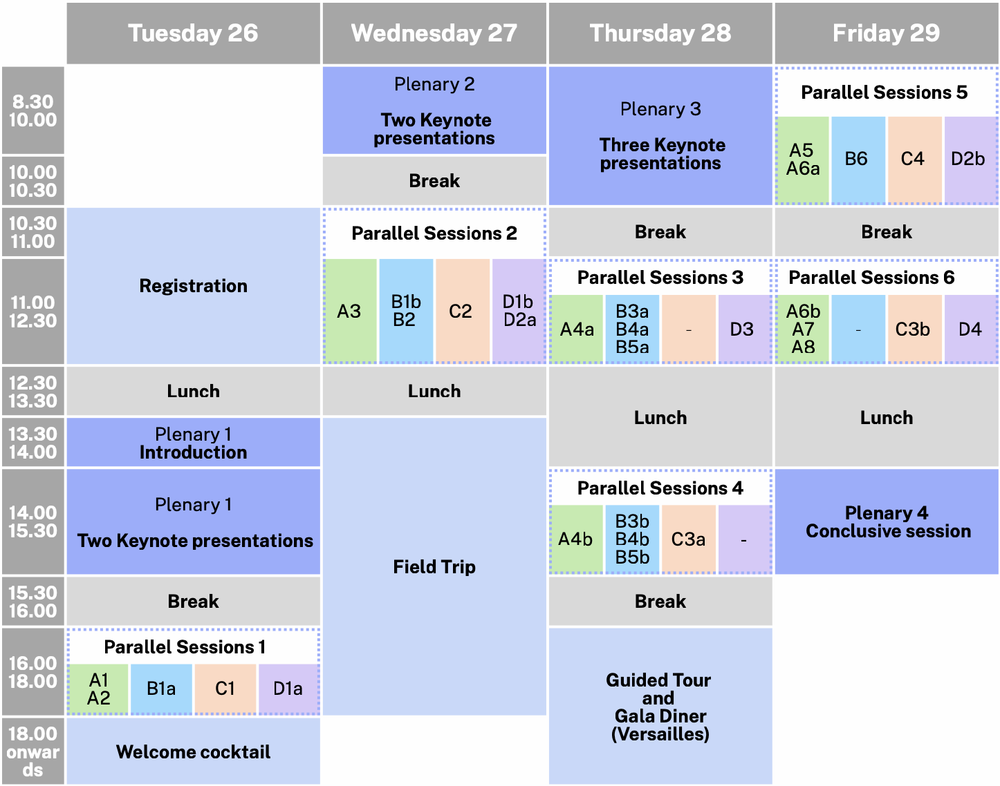 Tuesday 26
Wednesday 27
Thursday 28
Friday 29
8.30
10.00
Plenary 2
Two Keynote
presentations
Plenary 3
Three Keynote
presentations
Parallel Sessions 5
A5
A6a
B6
C4
D2b
10.00
10.30
Break
10.30
11.00
Registration
Parallel Sessions 2
A3
B1b
B2
C2
D1b
D2a
Break
Break
11.00
12.30
Parallel Sessions 3
A4a
B3a
B4a
B5a
-
D3
Parallel Sessions 6
A6b
A7
A8
-
C3b
D4
12.30
13.30
Lunch
Lunch
Lunch
Lunch
13.30
14.00
Plenary 1
Introduction
Field Trip
14.00
15.30
Plenary 1
Two Keynote presentations
Parallel Sessions 4
A4b
B3b
B4b
B5b
C3a
-
Plenary 4
Conclusive session
15.30
16.00
Break
Break
16.00
18.00
Parallel Sessions 1
A1
A2
B1a
C1
D1a
Guided Tour
and
Gala Diner
(Versailles)
18.00
onwar
ds
Welcome cocktail